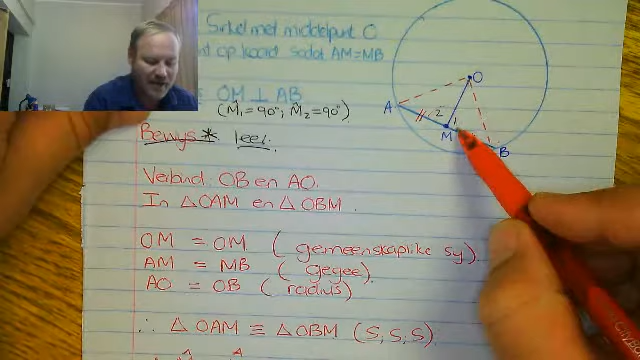 Sirkel met middelpunt O
op koord sodat AM=MB
OM ⊥ AB
(M̂₁=90°; M̂₂=90°)
Bewys * leer.
Verbind OB en AO.
In △OAM en △OBM.
OM = OM (gemeenskaplike sy).
AM = MB (gegee).
AO = OB (radius)
∴ △OAM ≡ △OBM (S,S,S)
O
A
2
1
M
B